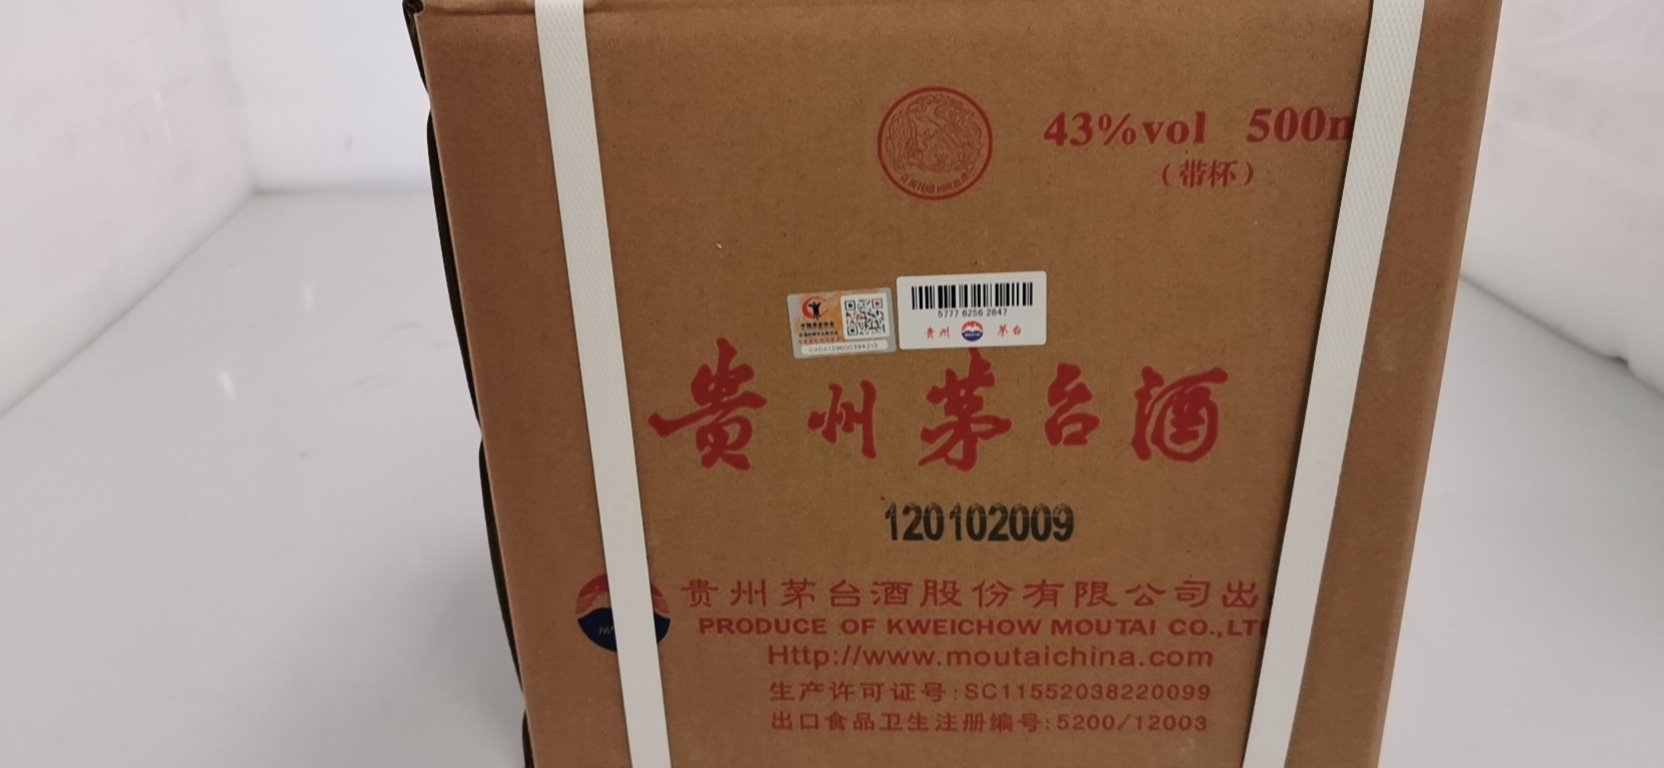 43%vol 500m
（带杯）
5777 6256 2847
贵州 茅台
贵州茅台酒
120102009
贵州茅台酒股份有限公司出
PRODUCE OF KWEICHOW MOUTAI CO.,LT
Http://www.moutaichina.com
生产许可证号:SC11552038220099
出口食品卫生注册编号:5200/12003